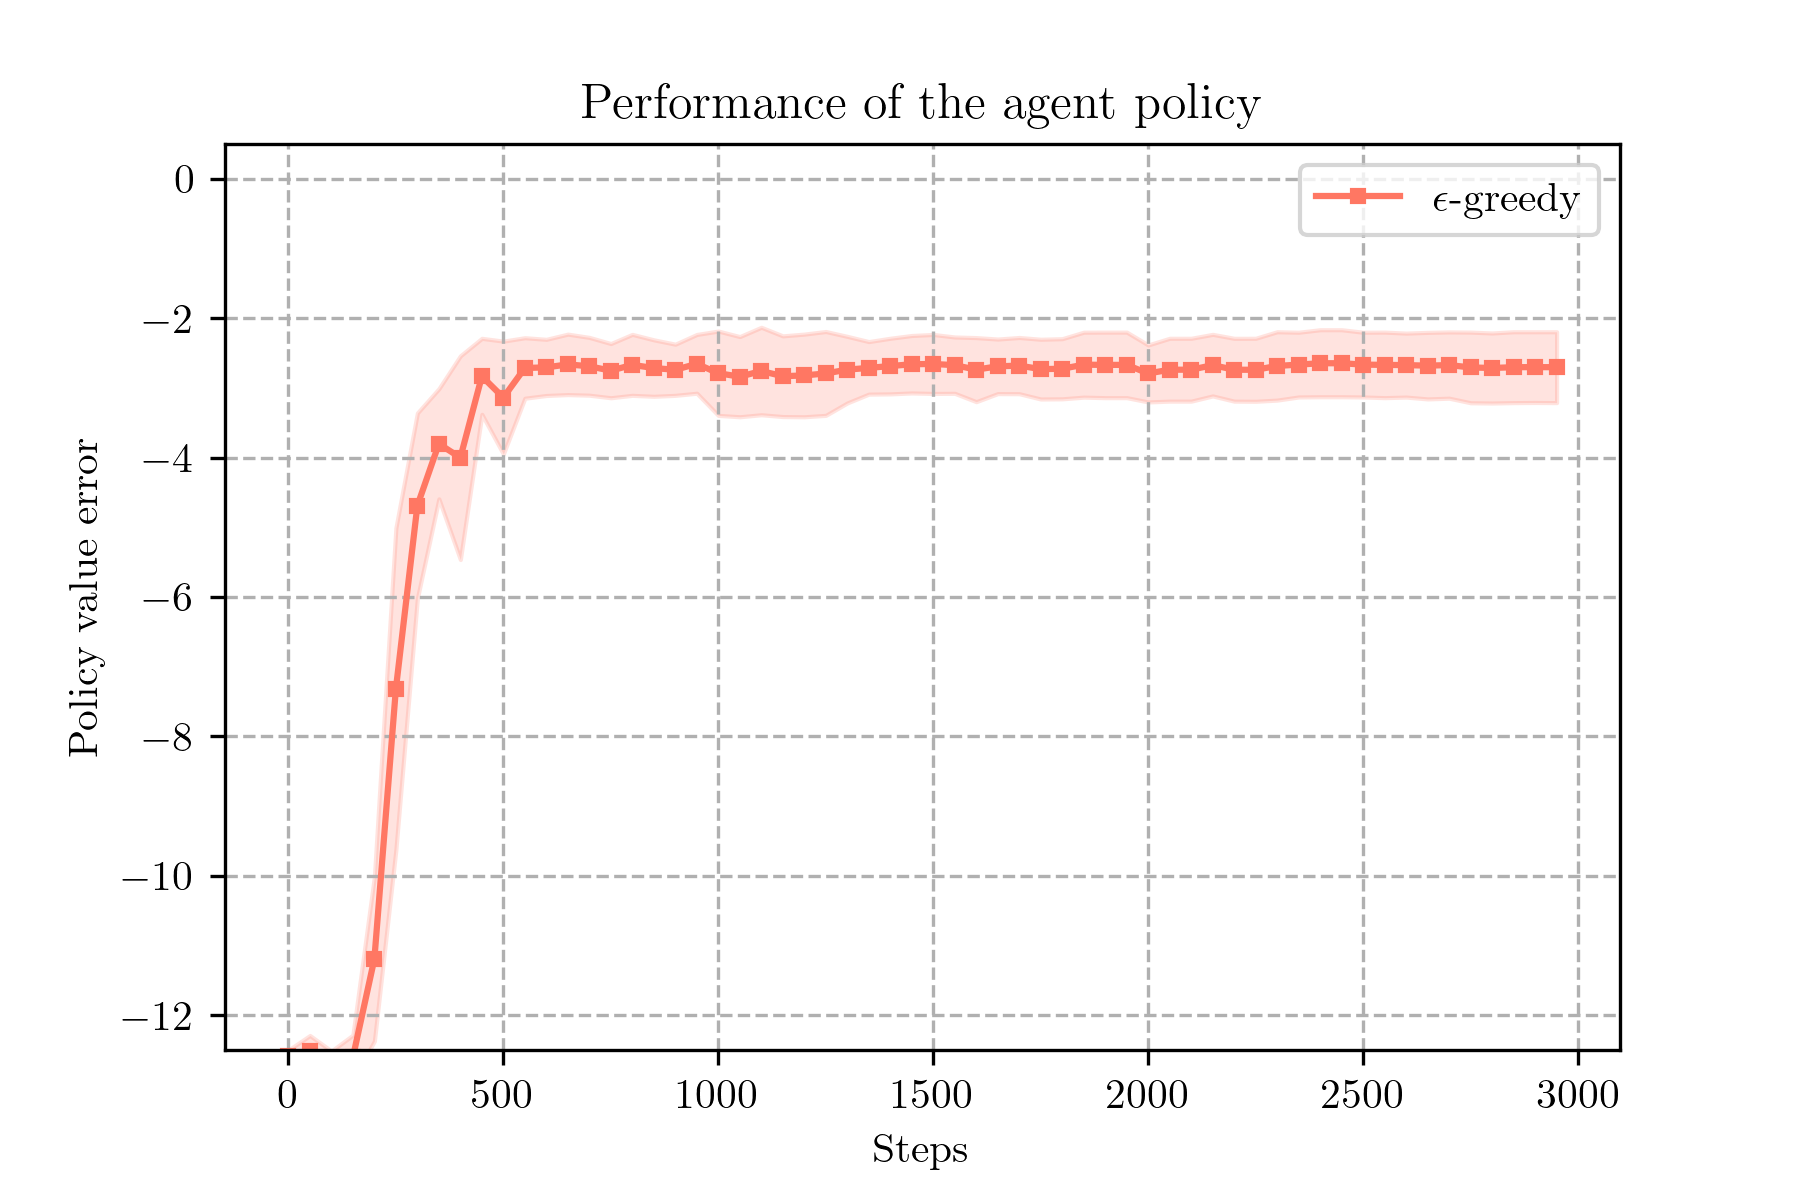 Performance of the agent policy
ϵ-greedy
Policy value error
0
−2
−4
−6
−8
−10
−12
0 500 1000 1500 2000 2500 3000
Steps